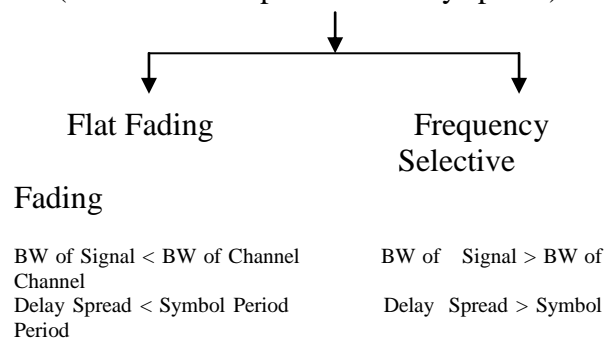 Flat Fading Frequency
Selective
Fading
BW of Signal < BW of Channel BW of Signal > BW of
Channel
Delay Spread < Symbol Period Delay Spread > Symbol
Period